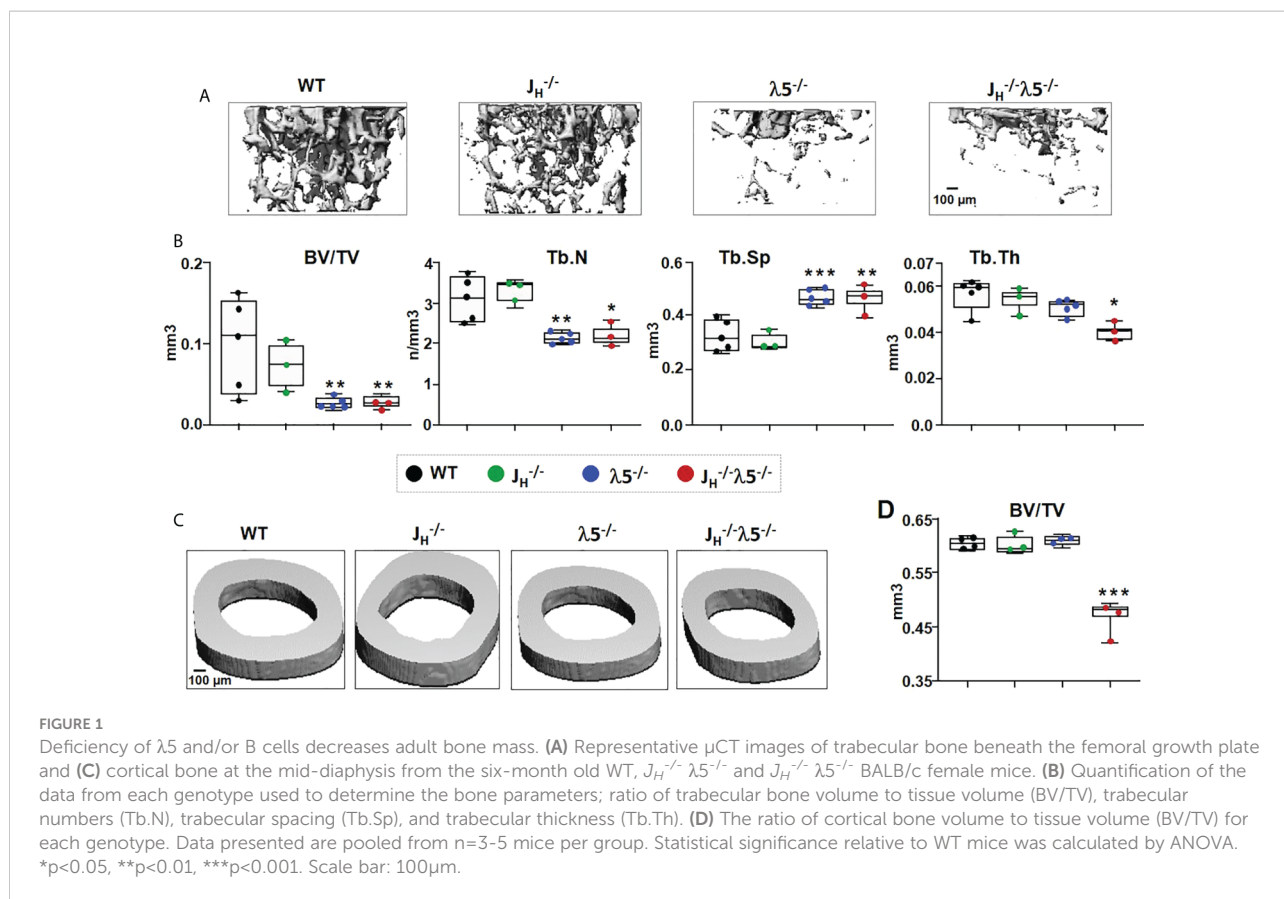 WT J_H^-/- λ5^-/- J_H^-/-λ5^-/-
A
100 µm
B
BV/TV Tb.N Tb.Sp Tb.Th
*** **
** ** ** * *
mm3 n/mm3 mm3 mm3
0.2 0.1 0.0
4 3 2 1 0
0.6 0.4 0.2 0.0
0.07 0.06 0.04 0.02 0.0
WT J_H^-/- λ5^-/- J_H^-/-λ5^-/-
C
WT J_H^-/- λ5^-/- J_H^-/-λ5^-/-
100 µm
D
BV/TV
mm3
0.65
0.55
0.45
0.35
***
FIGURE 1
Deficiency of λ5 and/or B cells decreases adult bone mass. (A) Representative µCT images of trabecular bone beneath the femoral growth plate
and (C) cortical bone at the mid-diaphysis from the six-month old WT, J_H^-/- λ5^-/- and J_H^-/- λ5^-/- BALB/c female mice. (B) Quantification of the
data from each genotype used to determine the bone parameters; ratio of trabecular bone volume to tissue volume (BV/TV), trabecular
numbers (Tb.N), trabecular spacing (Tb.Sp), and trabecular thickness (Tb.Th). (D) The ratio of cortical bone volume to tissue volume (BV/TV) for
each genotype. Data presented are pooled from n=3-5 mice per group. Statistical significance relative to WT mice was calculated by ANOVA.
*p<0.05, **p<0.01, ***p<0.001. Scale bar: 100µm.